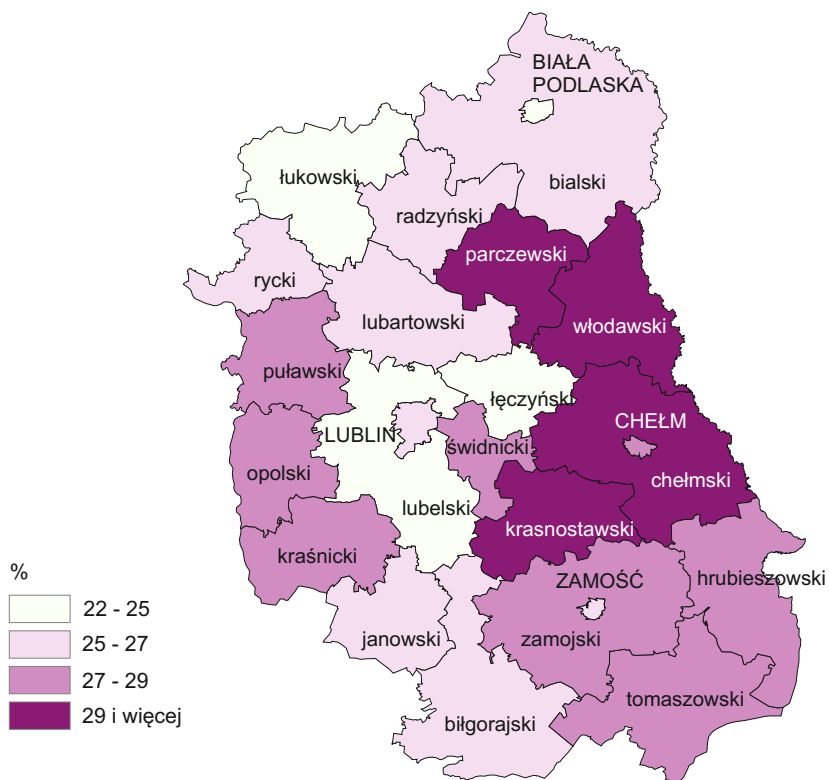 BIAŁA
PODLASKA
łukowski
bialski
radzyński
parczewski
rycki
lubartowski
włodawski
puławski
łęczyński
CHEŁM
LUBLIN
świdnicki
opolski
chełmski
lubelski
krasnostawski
kraśnicki
%
ZAMOŚĆ
hrubieszowski
22 - 25
janowski
zamojski
25 - 27
27 - 29
tomaszowski
29 i więcej
biłgorajski